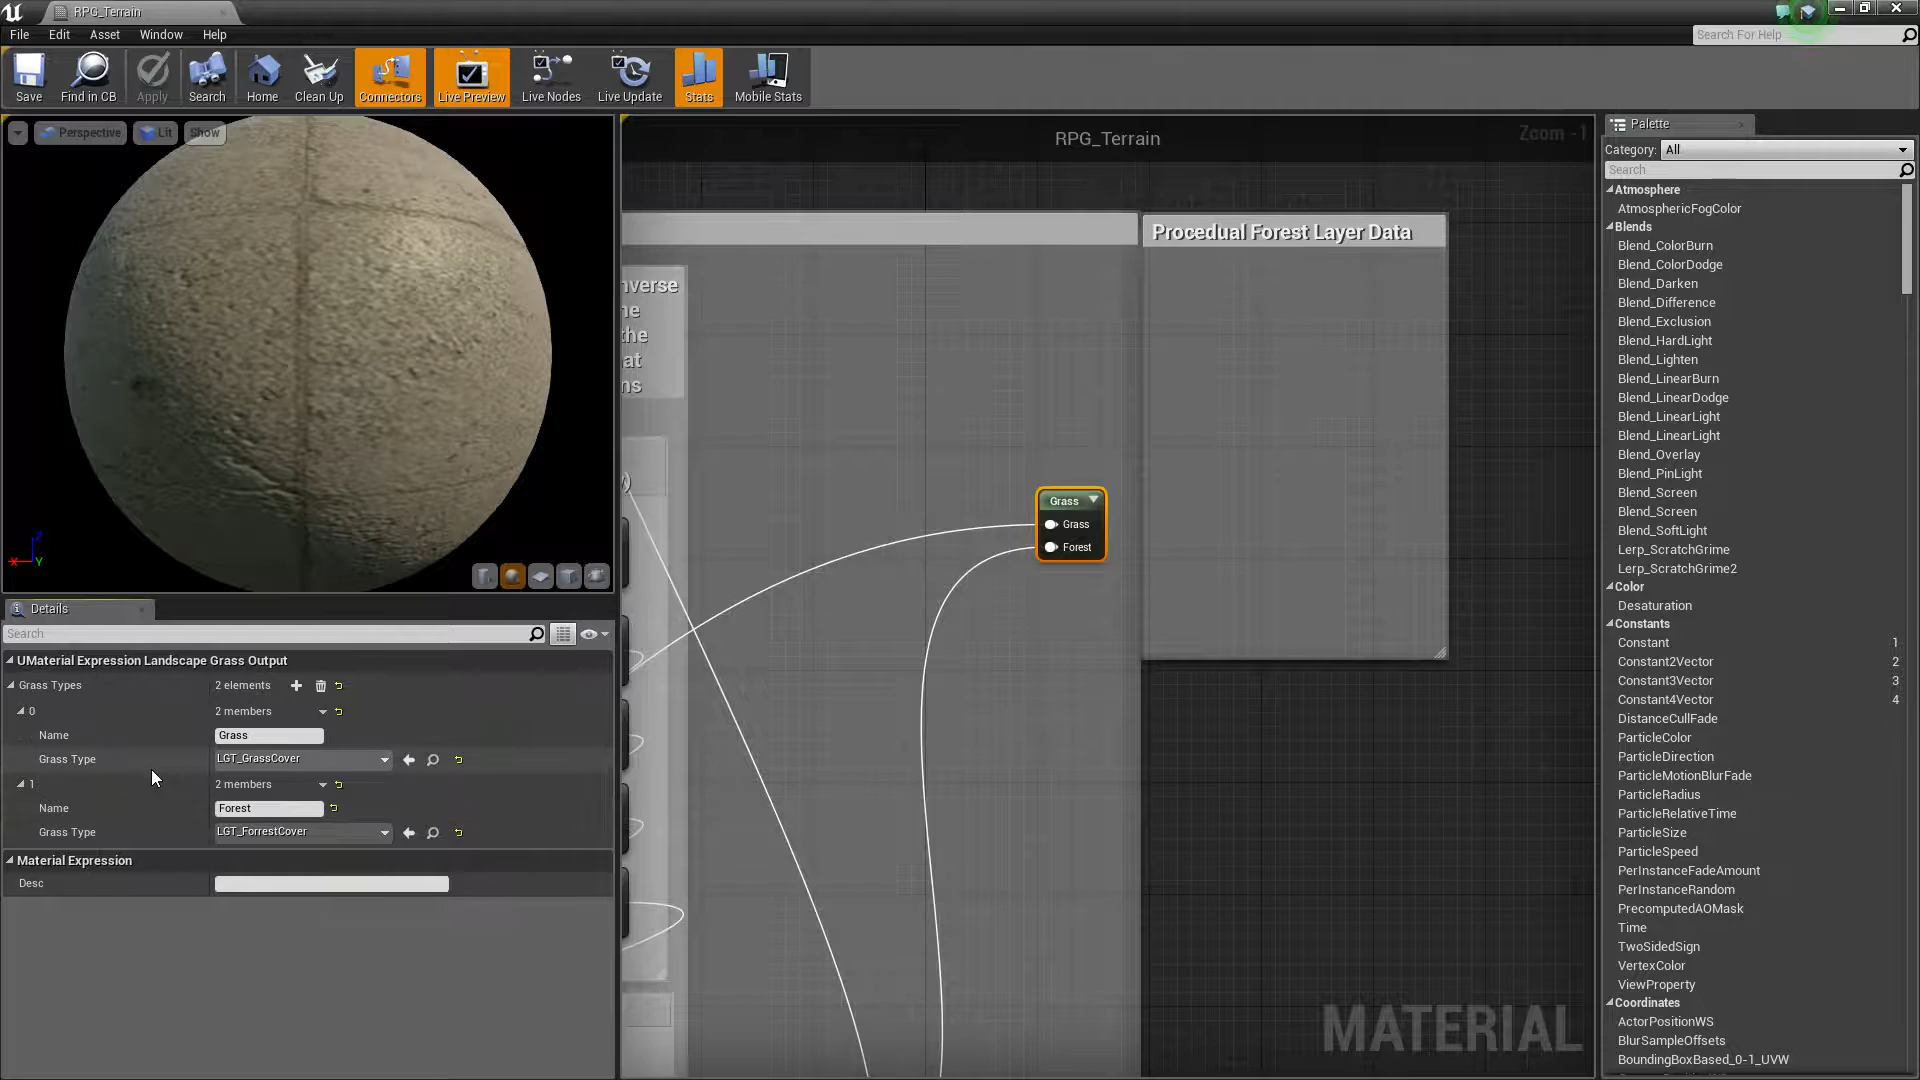 RPG_Terrain
File Edit Asset Window Help
Search For Help
Save Find in CB Apply Search Home Clean Up Connectors Live Preview Live Nodes Live Update Stats Mobile Stats
Perspective Lit Show
RPG_Terrain
Zoom -1
Procedual Forest Layer Data
nverse
ne
the
at
ns
Grass
Grass
Forest
MATERIAL
X Y Z
Details
Search
UMaterial Expression Landscape Grass Output
Grass Types 2 elements
0 2 members
Name Grass
Grass Type LGT_GrassCover
1 2 members
Name Forest
Grass Type LGT_ForrestCover
Material Expression
Desc
Palette
Category: All
Search
Atmosphere
AtmosphericFogColor
Blends
Blend_ColorBurn
Blend_ColorDodge
Blend_Darken
Blend_Difference
Blend_Exclusion
Blend_HardLight
Blend_Lighten
Blend_LinearBurn
Blend_LinearDodge
Blend_LinearLight
Blend_LinearLight
Blend_Overlay
Blend_PinLight
Blend_Screen
Blend_Screen
Blend_SoftLight
Lerp_ScratchGrime
Lerp_ScratchGrime2
Color
Desaturation
Constants
Constant 1
Constant2Vector 2
Constant3Vector 3
Constant4Vector 4
DistanceCullFade
ParticleColor
ParticleDirection
ParticleMotionBlurFade
ParticleRadius
ParticleRelativeTime
ParticleSize
ParticleSpeed
PerInstanceFadeAmount
PerInstanceRandom
PrecomputedAOMask
Time
TwoSidedSign
VertexColor
ViewProperty
Coordinates
ActorPositionWS
BlurSampleOffsets
BoundingBoxBased_0-1_UVW